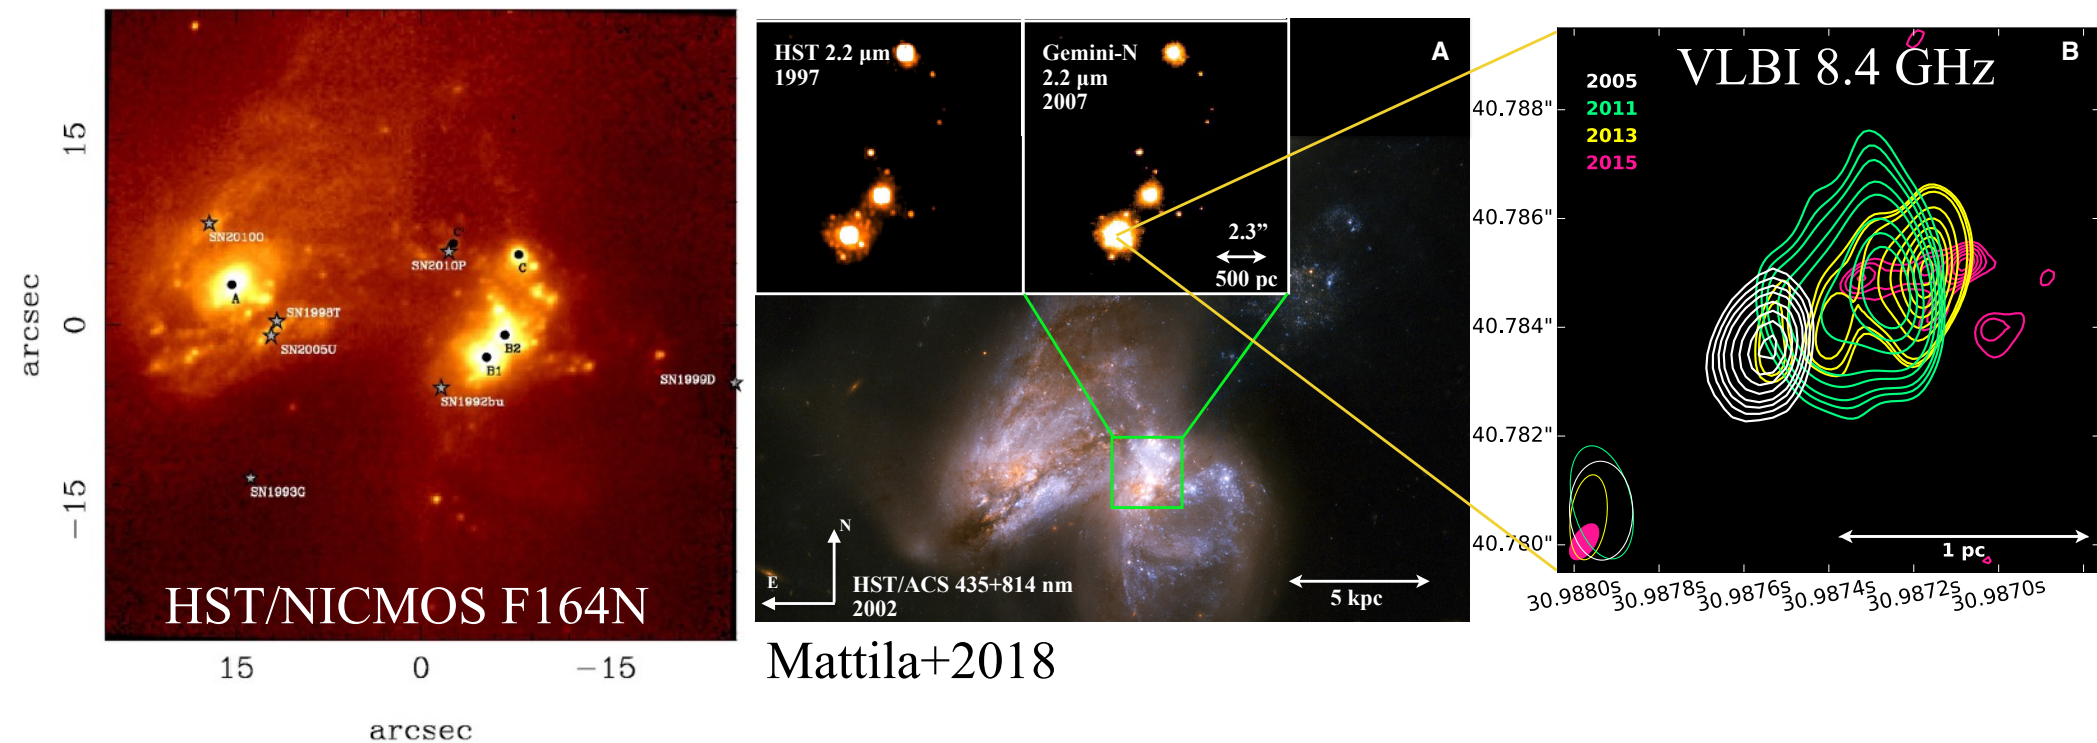 arcsec
15
0
−15
SN2010O
A
SN1998T
SN2005U
C'
SN2010P
C
B2
B1
SN1992bu
SN1999D
SN1993G
HST/NICMOS F164N
15
0
−15
arcsec
HST 2.2 μm
1997
Gemini-N
2.2 μm
2007
A
2.3”
500 pc
N
E
HST/ACS 435+814 nm
2002
5 kpc
Mattila+2018
VLBI 8.4 GHz
B
2005
2011
2013
2015
40.788"
40.786"
40.784"
40.782"
40.780"
1 pc
30.9880s
30.9878s
30.9876s
30.9874s
30.9872s
30.9870s